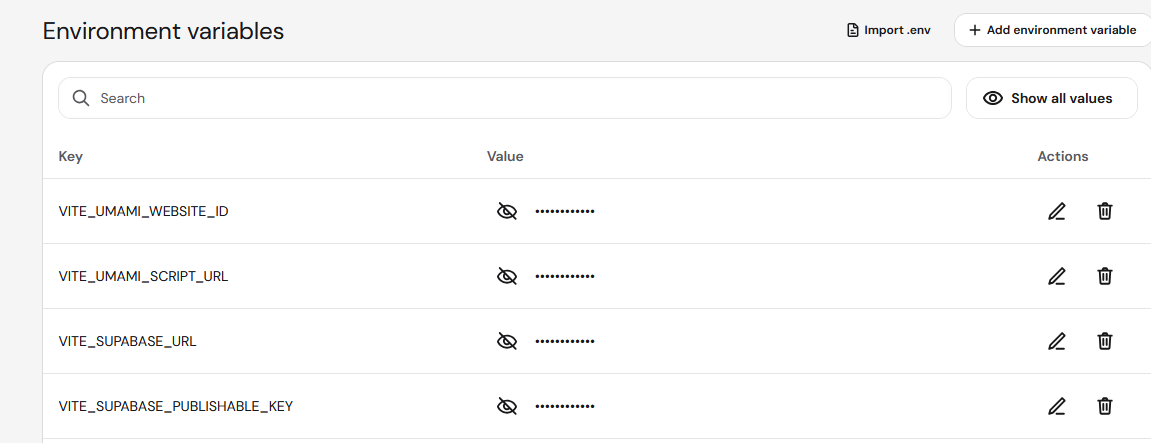 Environment variables
Import .env
+ Add environment variable
Search
Show all values
Key Value Actions
VITE_UMAMI_WEBSITE_ID ••••••••••••
VITE_UMAMI_SCRIPT_URL ••••••••••••
VITE_SUPABASE_URL ••••••••••••
VITE_SUPABASE_PUBLISHABLE_KEY ••••••••••••